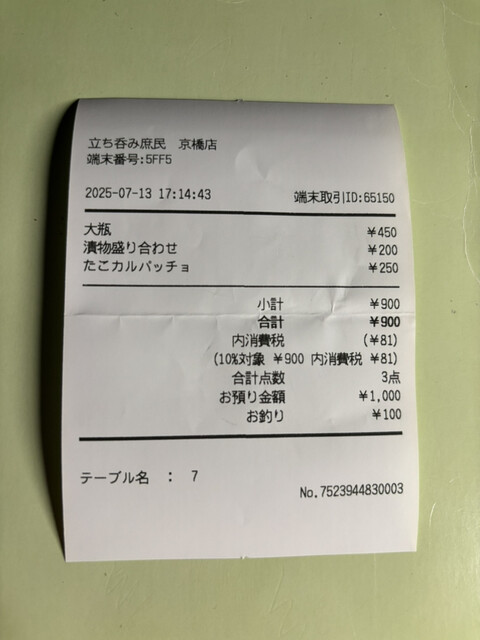 立ち呑み庶民　京橋店
端末番号:5FF5
2025-07-13 17:14:43 端末取引ID:65150
大瓶 ¥450
漬物盛り合わせ ¥200
たこカルパッチョ ¥250
小計 ¥900
合計 ¥900
内消費税 (¥81)
(10%対象 ¥900 内消費税 ¥81)
合計点数 3点
お預り金額 ¥1,000
お釣り ¥100
テーブル名 : 7
No.7523944830003